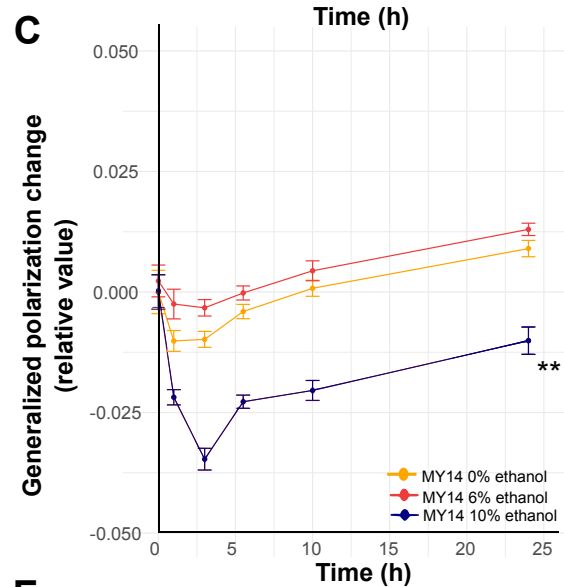 C
Time (h)
Generalized polarization change
(relative value)
0.050
0.025
0.000
-0.025
-0.050
**
MY14 0% ethanol
MY14 6% ethanol
MY14 10% ethanol
0 5 10 15 20 25
Time (h)